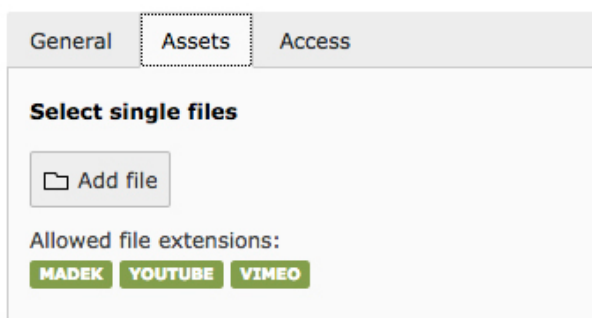 General Assets Access
Select single files
Add file
Allowed file extensions:
MADEK YOUTUBE VIMEO